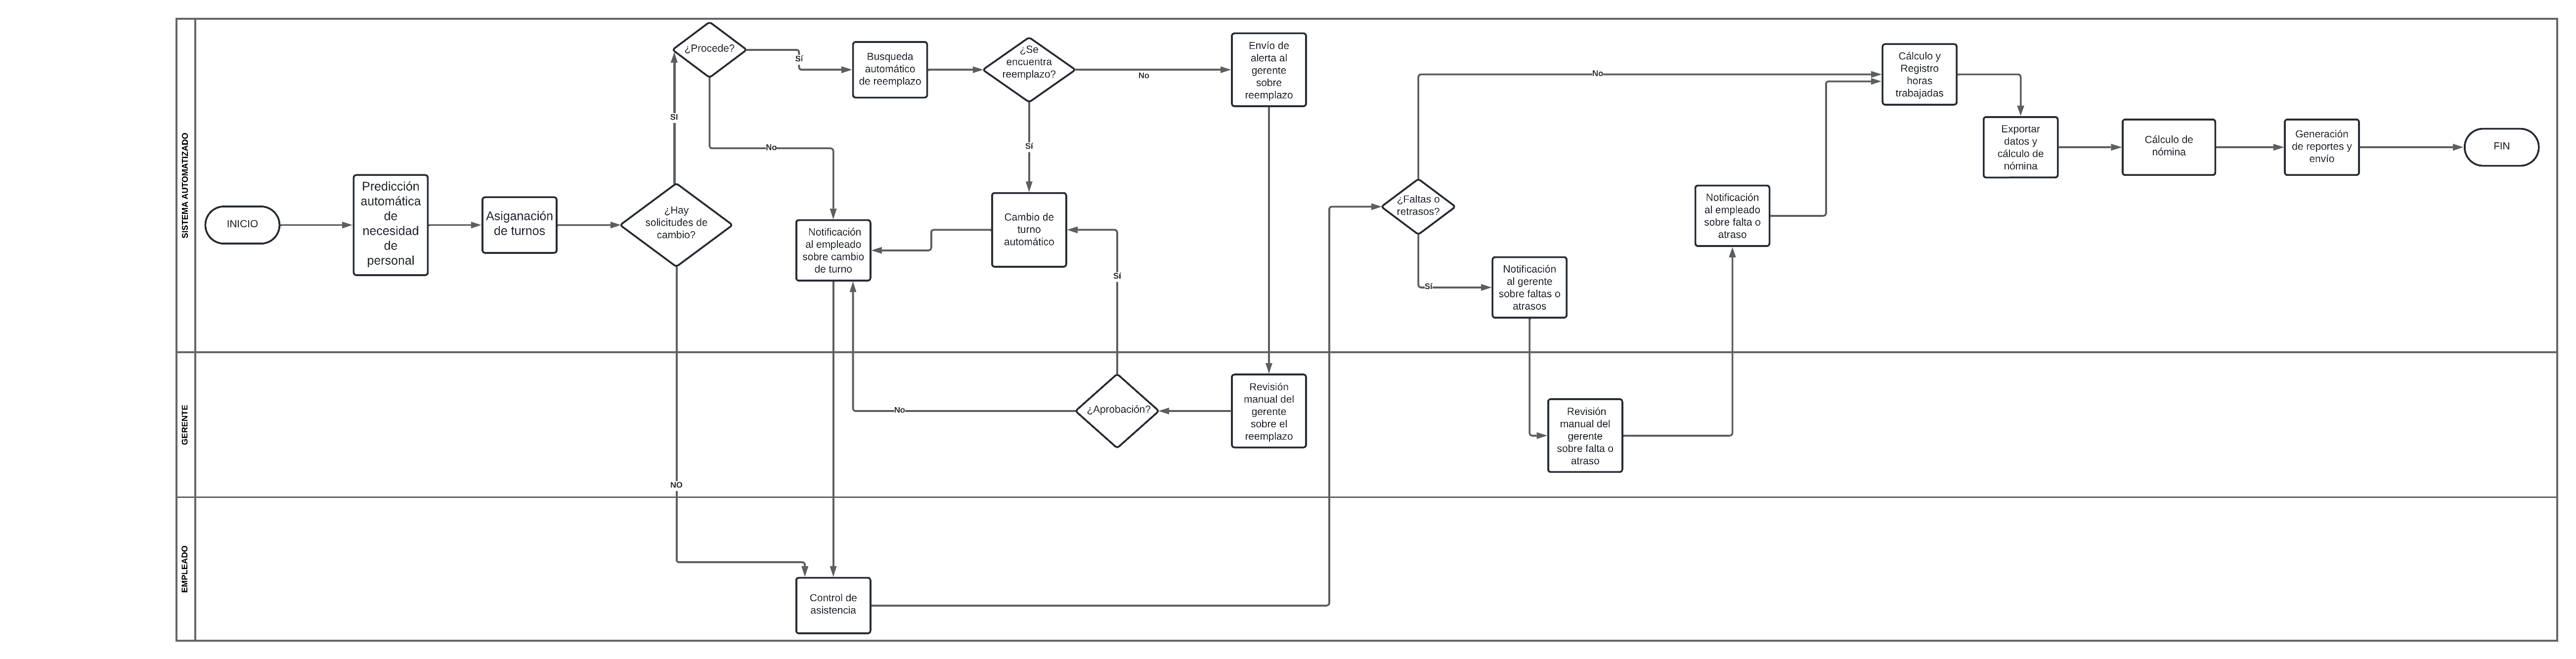 SISTEMA AUTOMATIZADO
INICIO
Predicción
automática
de
necesidad
de
personal
Asiganación
de turnos
¿Hay
solicitudes de
cambio?
SI
NO
¿Procede?
Sí
No
Busqueda
automático
de reemplazo
¿Se
encuentra
reemplazo?
No
Sí
Envío de
alerta al
gerente
sobre
reemplazo
Notificación
al empleado
sobre cambio
de turno
Cambio de
turno
automático
Sí
¿Faltas o
retrasos?
No
Sí
Notificación
al gerente
sobre faltas o
atrasos
Notificación
al empleado
sobre falta o
atraso
Cálculo y
Registro
horas
trabajadas
Exportar
datos y
cálculo de
nómina
Cálculo de
nómina
Generación
de reportes y
envío
FIN
GERENTE
No
¿Aprobación?
Revisión
manual del
gerente
sobre el
reemplazo
Revisión
manual del
gerente
sobre falta o
atraso
EMPLEADO
Control de
asistencia